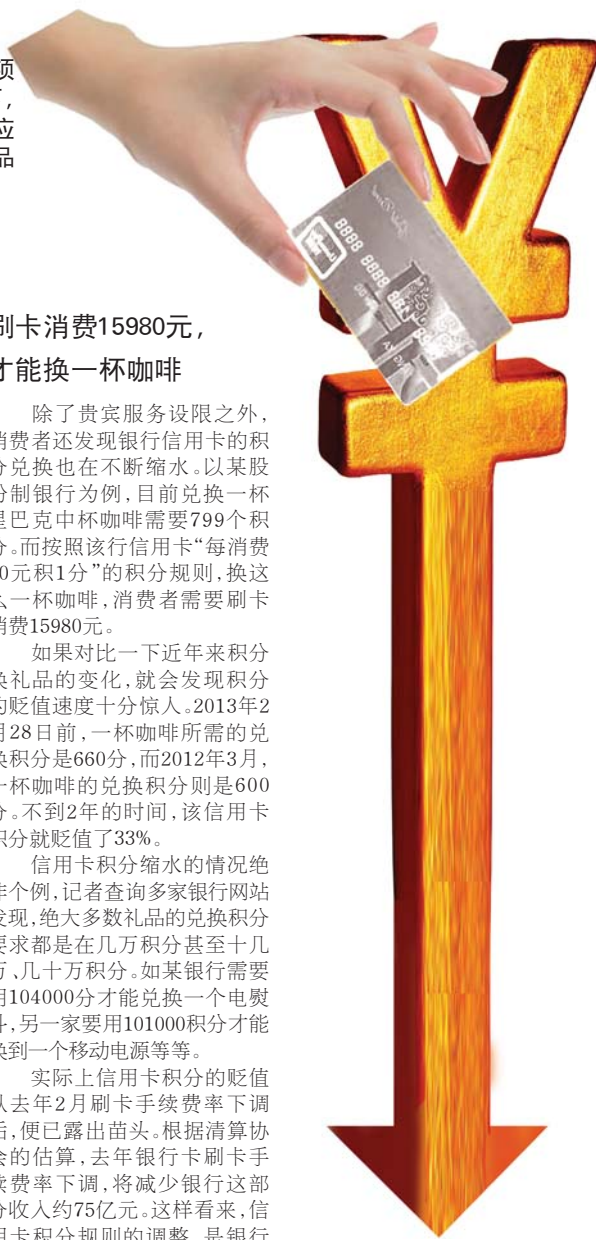 应
品
8888 8888
刷卡消费15980元，
才能换一杯咖啡
除了贵宾服务设限之外，
消费者还发现银行信用卡的积
分兑换也在不断缩水。以某股
份制银行为例，目前兑换一杯
星巴克中杯咖啡需要799个积
分。而按照该行信用卡“每消费
0元积1分”的积分规则，换这
么一杯咖啡，消费者需要刷卡
消费15980元。
如果对比一下近年来积分
换礼品的变化，就会发现积分
的贬值速度十分惊人。2013年2
月28日前，一杯咖啡所需的兑
换积分是660分，而2012年3月，
一杯咖啡的兑换积分则是600
分。不到2年的时间，该信用卡
积分就贬值了33%。
信用卡积分缩水的情况绝
非个例，记者查询多家银行网站
发现，绝大多数礼品的兑换积分
要求都是在几万积分甚至十几
万、几十万积分。如某银行需要
用104000分才能兑换一个电熨
斗，另一家要用101000积分才能
换到一个移动电源等等。
实际上信用卡积分的贬值
从去年2月刷卡手续费率下调
后，便已露出苗头。根据清算协
会的估算，去年银行卡刷卡手
续费率下调，将减少银行这部
分收入约75亿元。这样看来，信
用卡积分规则的调整，是银行